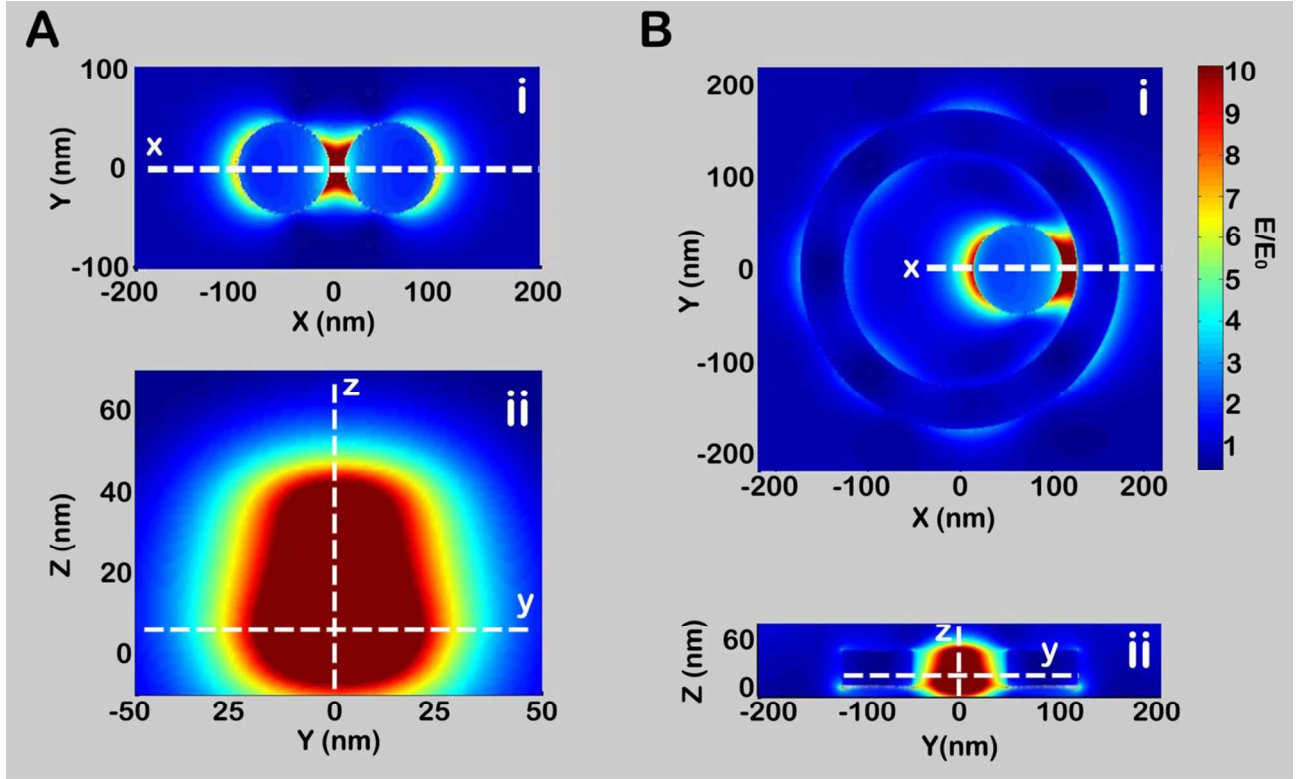 A
i
100
0
-100
Y (nm)
x
-200 -100 0 100 200
X (nm)
ii
z
y
60
40
20
0
Z (nm)
-50 25 0 25 50
Y (nm)
B
i
200
100
0
-100
-200
Y (nm)
x
-200 -100 0 100 200
X (nm)
10
9
8
7
6
5
4
3
2
1
E/E₀
ii
z
y
60
0
Z (nm)
-200 -100 0 100 200
Y(nm)